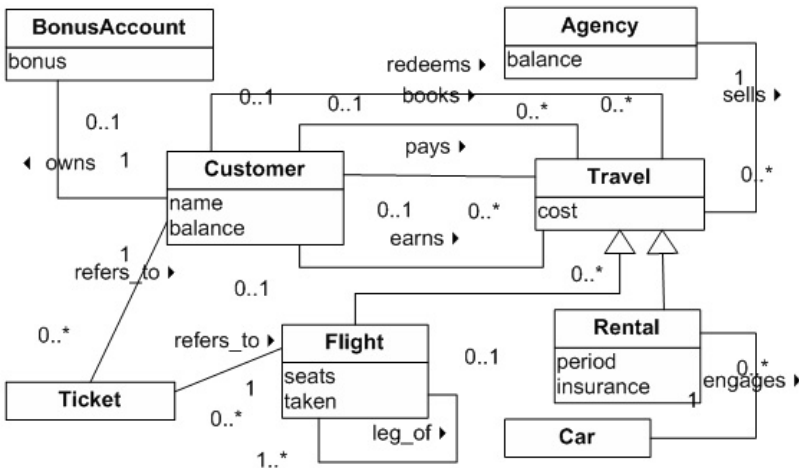 BonusAccount
bonus
Agency
balance
redeems ▸
books ▸
0..1
0..1
0..*
0..*
1
sells ▸
0..1
◂ owns
1
pays ▸
Customer
name
balance
Travel
cost
0..*
0..1
0..*
earns ▸
1
refers_to ▸
0..1
0..*
0..*
refers_to ▸
Flight
seats
taken
0..1
Rental
period
insurance
0..*
engages ▸
1
1
Ticket
0..*
leg_of ▸
1..*
Car